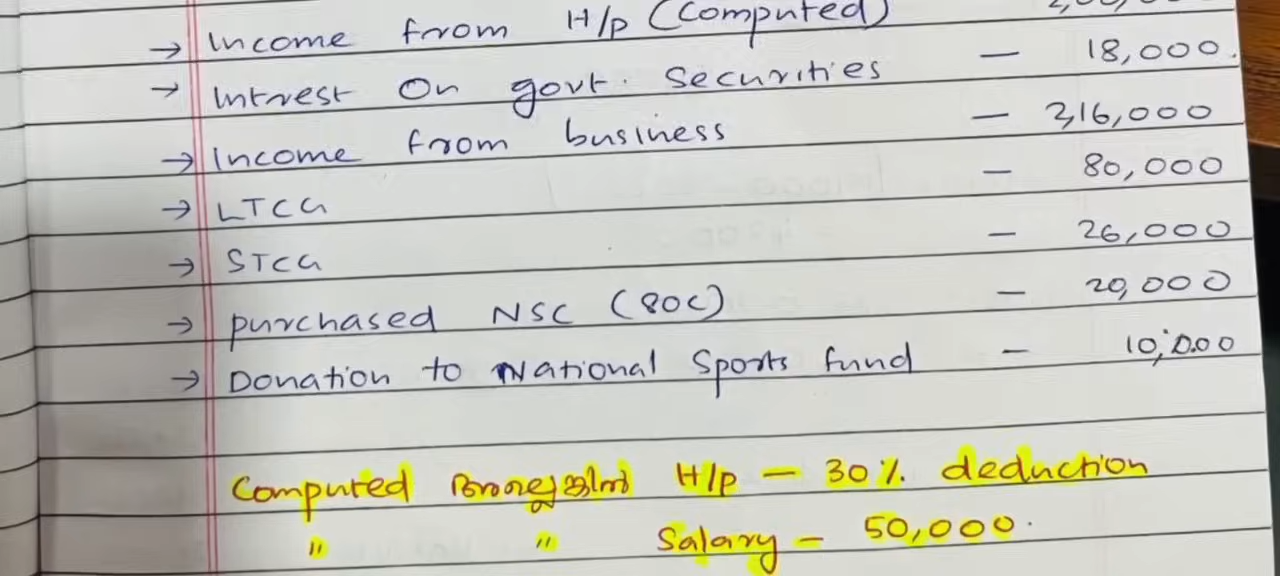 → Income from H/p (Computed)
→ Intrest On govt. Securities — 18,000.
→ Income from business — 2,16,000
→ LTCG — 80,000
→ STCG — 26,000
→ purchased NSC (80C) — 20,000
→ Donation to National Sports fund — 10,000
Computed അല്ലെങ്കിൽ H/p — 30% deduction
" " Salary — 50,000.